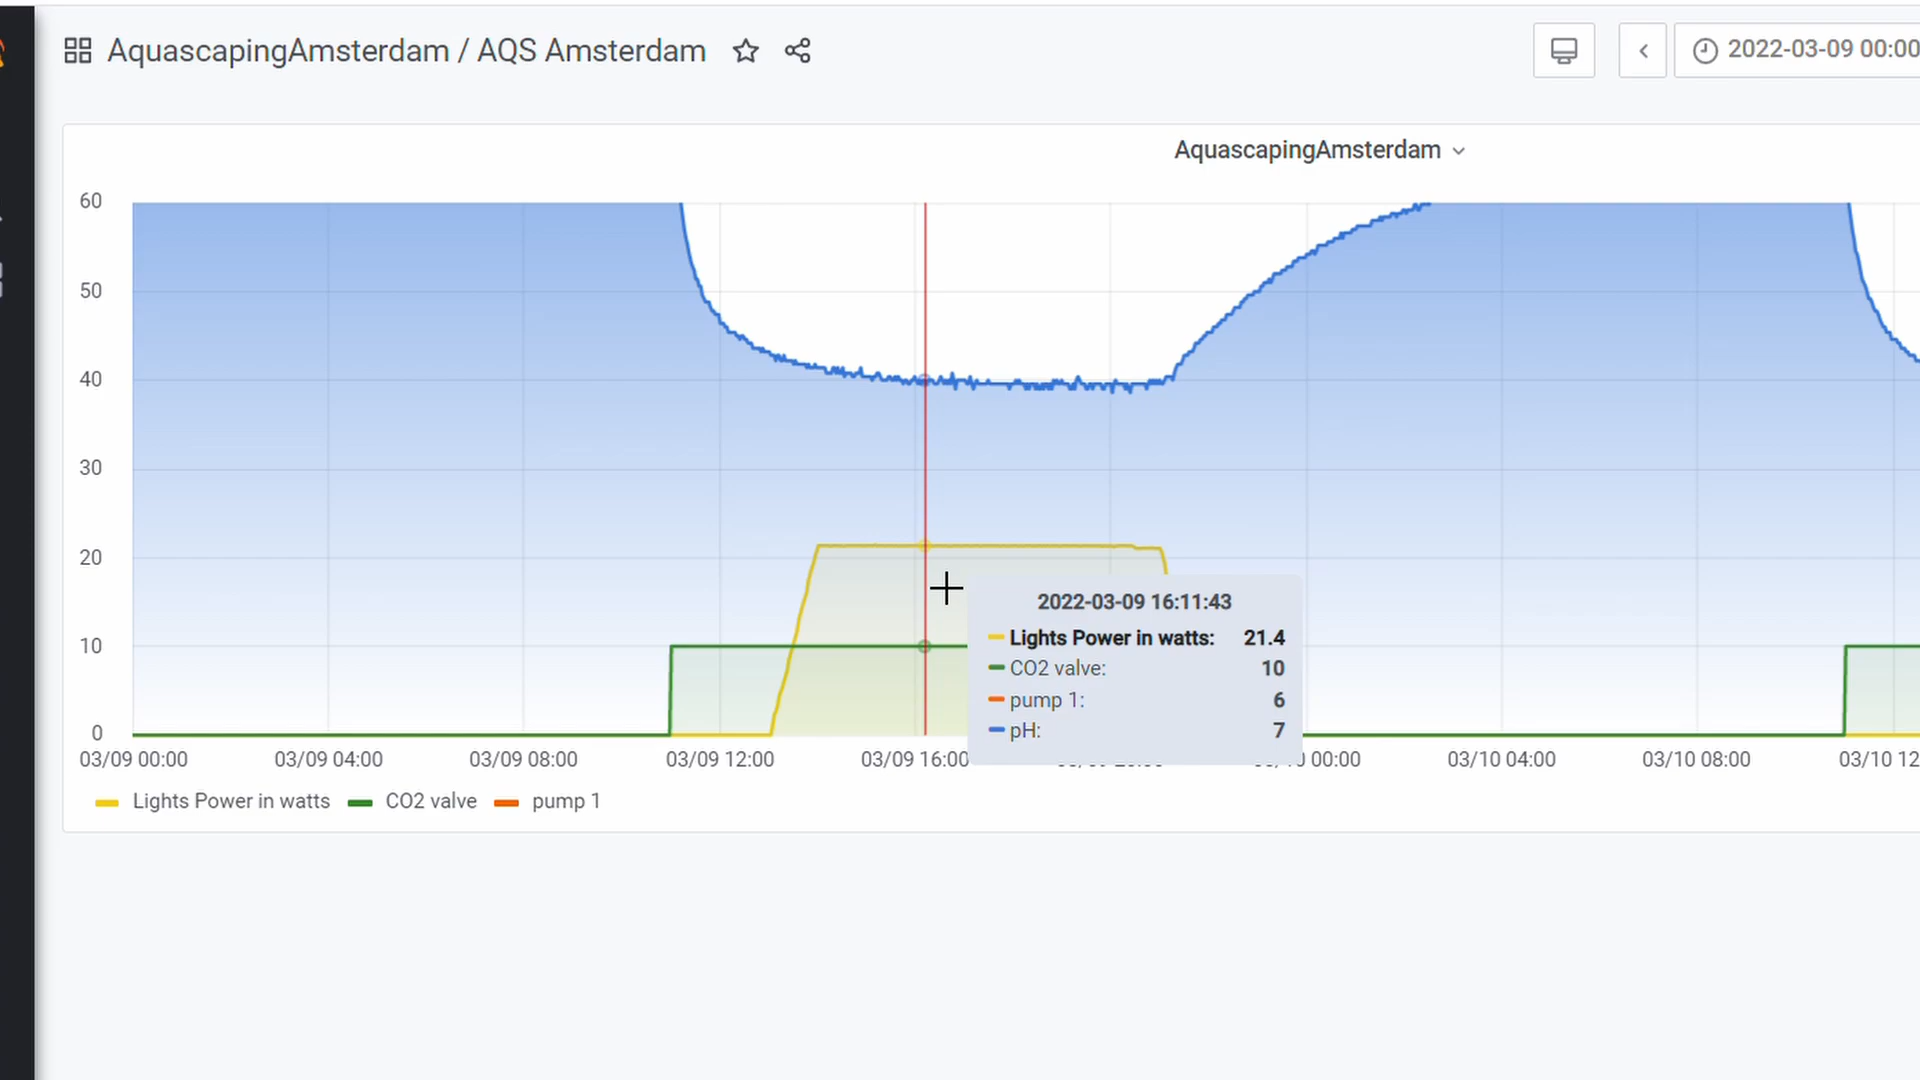 AquascapingAmsterdam / AQS Amsterdam
2022-03-09 00:00
AquascapingAmsterdam
60
50
40
30
20
10
0
2022-03-09 16:11:43
Lights Power in watts: 21.4
CO2 valve: 10
pump 1: 6
pH: 7
03/09 00:00 03/09 04:00 03/09 08:00 03/09 12:00 03/09 16:00 00:00 03/10 04:00 03/10 08:00 03/10 12
Lights Power in watts CO2 valve pump 1